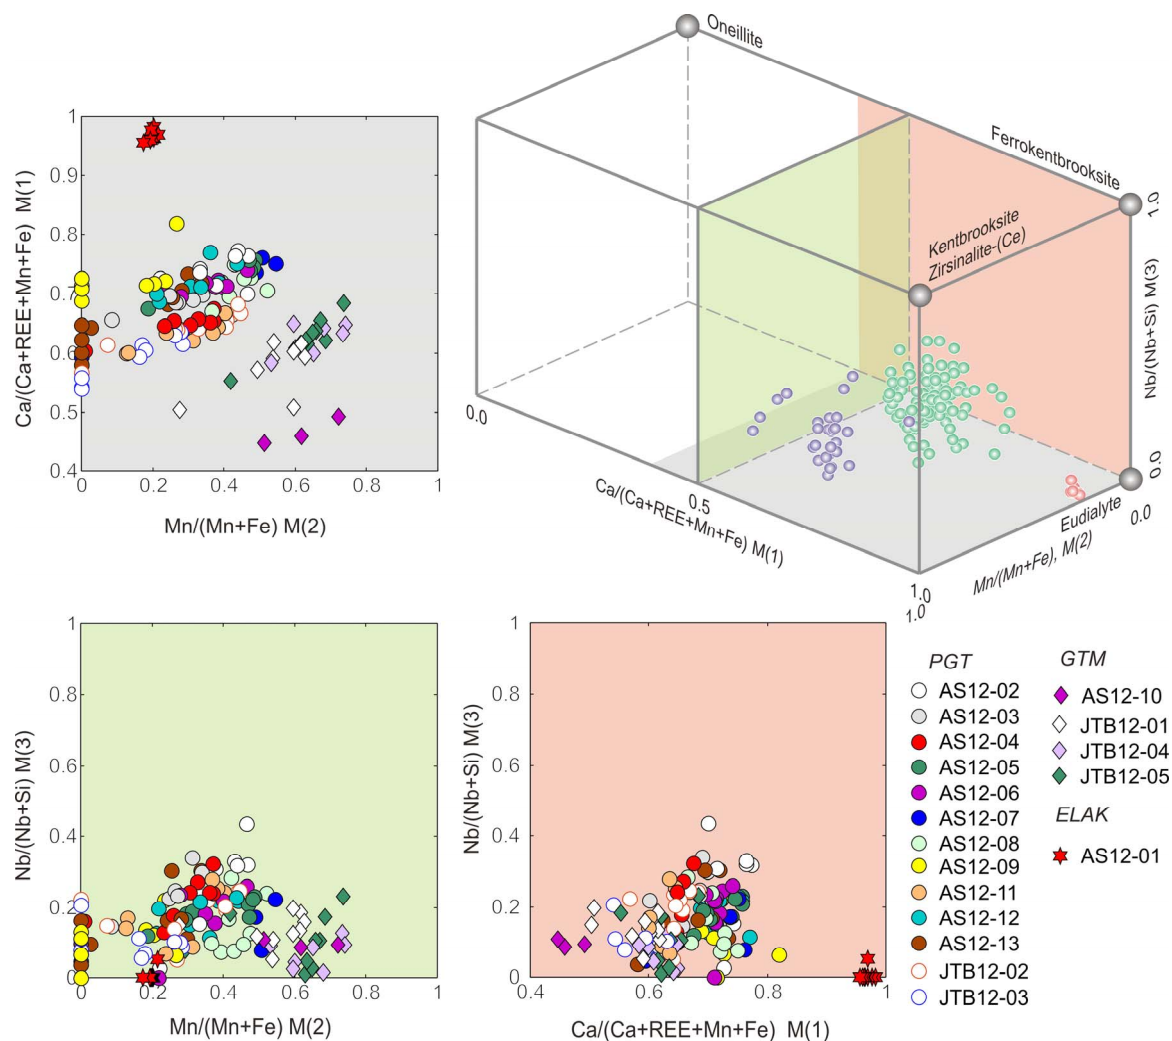 Oneillite
Ferrokentbrooksite
Kentbrooksite
Zirsinalite-(Ce)
Eudialyte
1.0
Nb/(Nb+Si) M(3)
0.0
0.0
0.0
0.5
Ca/(Ca+REE+Mn+Fe) M(1)
Mn/(Mn+Fe), M(2)
1.0
1.0
1
0.9
0.8
0.7
0.6
0.5
0.4
0
0.2
0.4
0.6
0.8
1
Ca/(Ca+REE+Mn+Fe) M(1)
Mn/(Mn+Fe) M(2)
1
0.8
0.6
0.4
0.2
0
0
0.2
0.4
0.6
0.8
1
Nb/(Nb+Si) M(3)
Mn/(Mn+Fe) M(2)
1
0.8
0.6
0.4
0.2
0
0.4
0.6
0.8
1
Nb/(Nb+Si) M(3)
Ca/(Ca+REE+Mn+Fe) M(1)
PGT
AS12-02
AS12-03
AS12-04
AS12-05
AS12-06
AS12-07
AS12-08
AS12-09
AS12-11
AS12-12
AS12-13
JTB12-02
JTB12-03
GTM
AS12-10
JTB12-01
JTB12-04
JTB12-05
ELAK
AS12-01